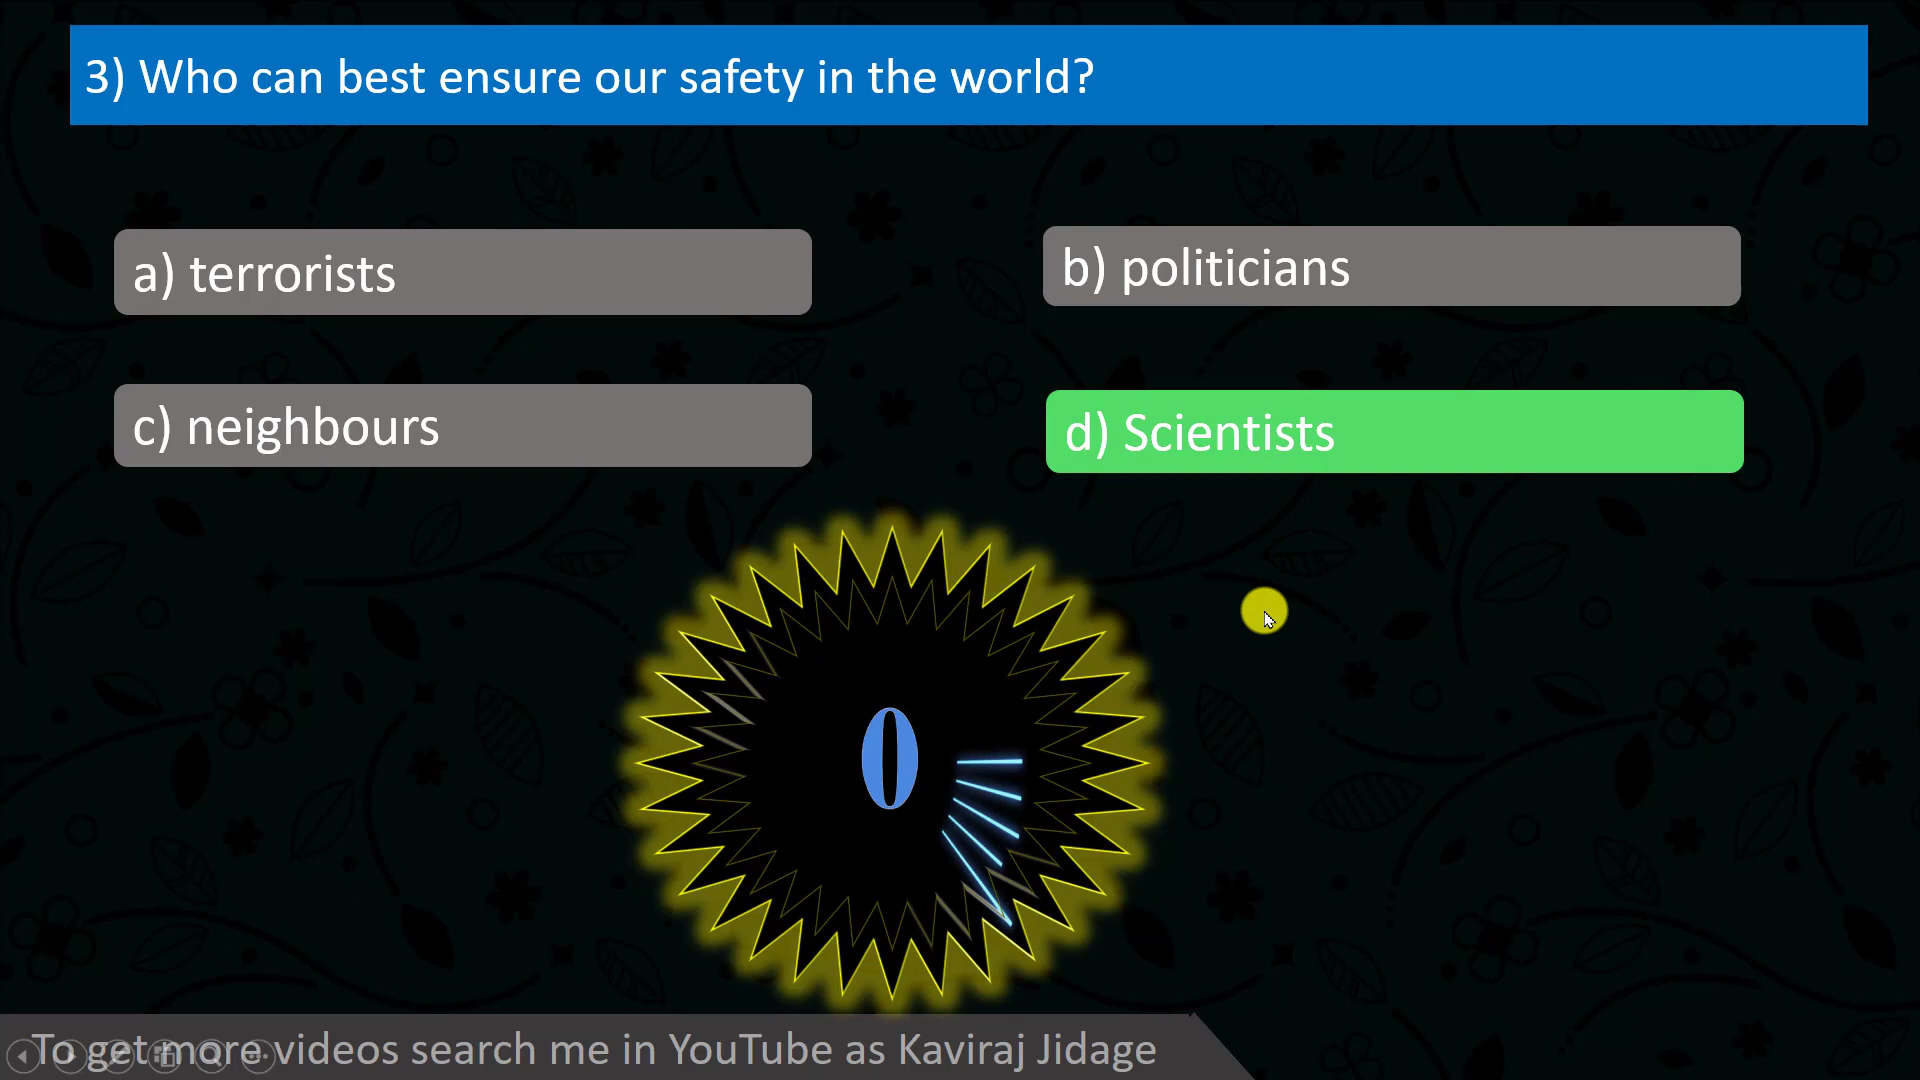 3) Who can best ensure our safety in the world?
a) terrorists
b) politicians
c) neighbours
d) Scientists
0
To get more videos search me in YouTube as Kaviraj Jidage